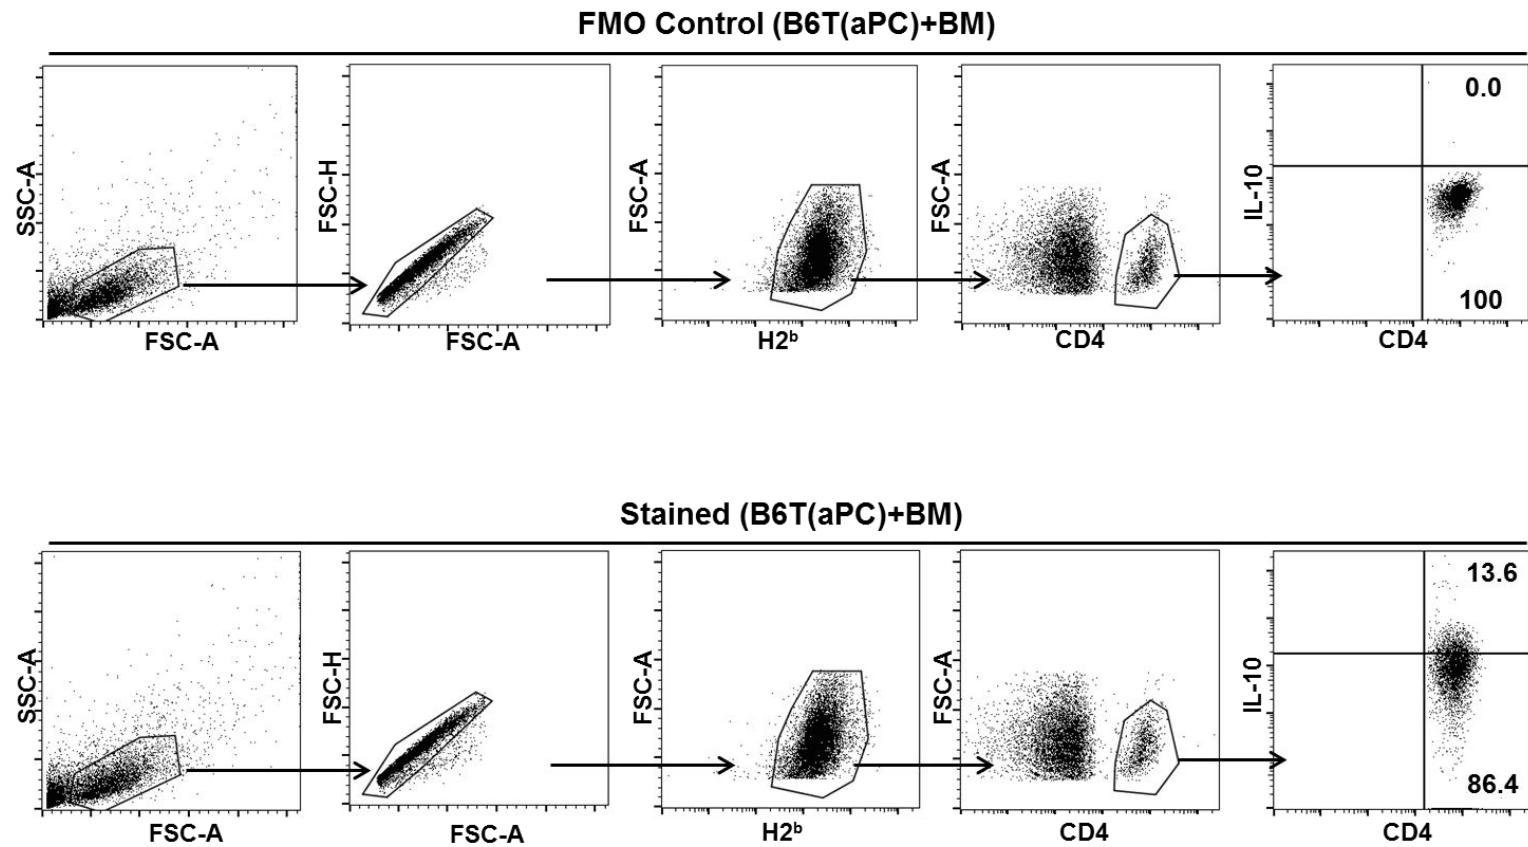 FMO Control (B6T(aPC)+BM)
SSC-A
FSC-A
FSC-H
FSC-A
FSC-A
H2ᵇ
FSC-A
CD4
IL-10
0.0
100
CD4
Stained (B6T(aPC)+BM)
SSC-A
FSC-A
FSC-H
FSC-A
FSC-A
H2ᵇ
FSC-A
CD4
IL-10
13.6
86.4
CD4